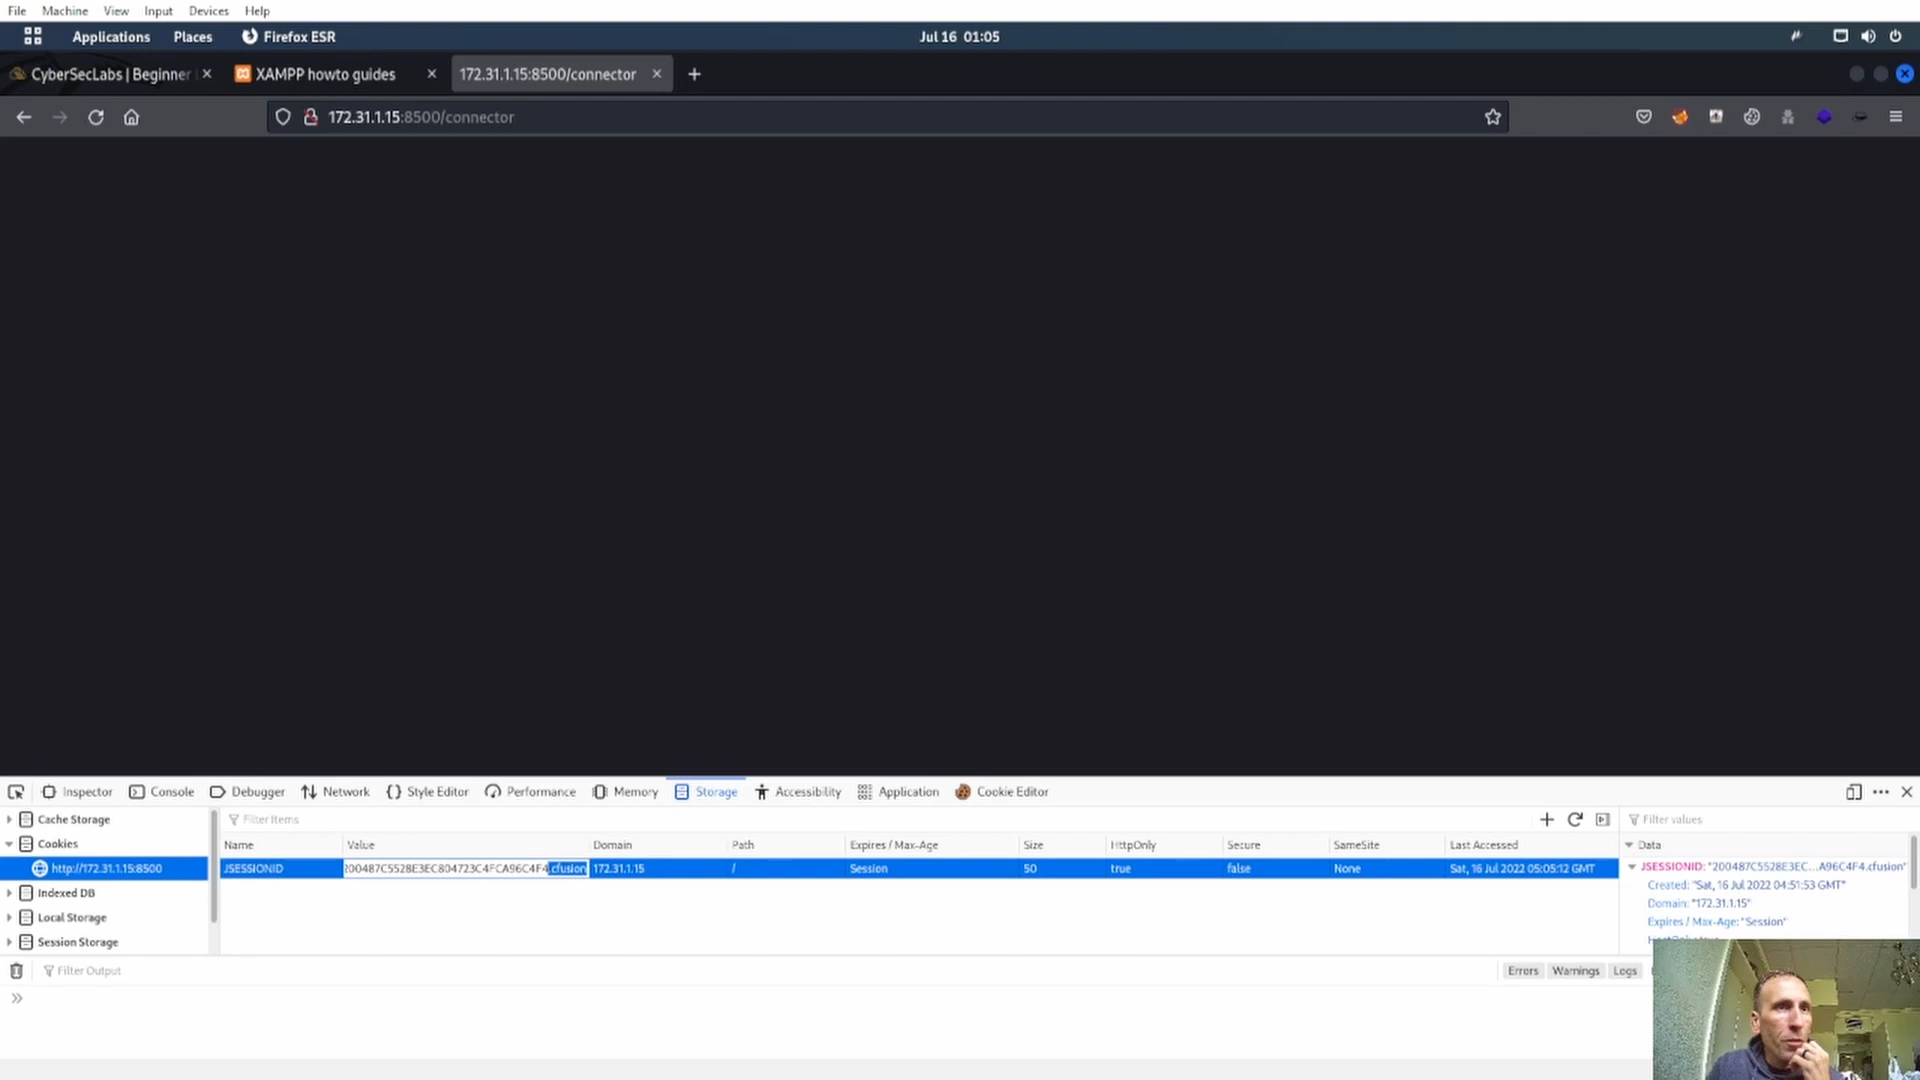 File Machine View Input Devices Help
Applications Places Firefox ESR Jul 16 01:05
CyberSecLabs | Beginner XAMPP howto guides 172.31.1.15:8500/connector
172.31.1.15:8500/connector
Inspector Console Debugger Network Style Editor Performance Memory Storage Accessibility Application Cookie Editor
Cache Storage Filter Items Filter values
Cookies Name Value Domain Path Expires / Max-Age Size HttpOnly Secure SameSite Last Accessed Data
http://172.31.1.15:8500 JSESSIONID 200487C5528E3EC804723C4FCA96C4F4.cfusion 172.31.1.15 / Session 50 true false None Sat, 16 Jul 2022 05:05:12 GMT JSESSIONID: "200487C5528E3EC...A96C4F4.cfusion"
Created: "Sat, 16 Jul 2022 04:51:53 GMT"
Indexed DB Domain: "172.31.1.15"
Local Storage Expires / Max-Age: "Session"
Session Storage
Filter Output Errors Warnings Logs